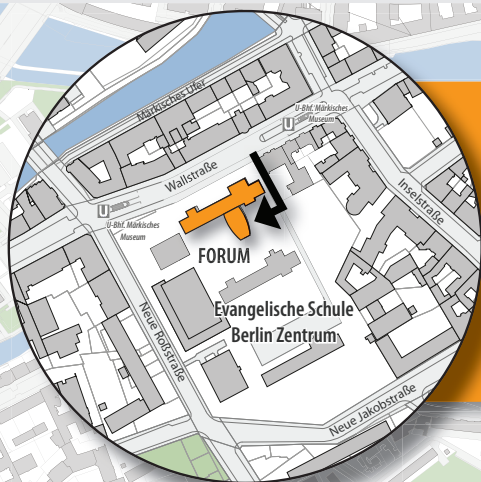 Märkisches Ufer
U-Bhf. Märkisches
Museum
U
Wallstraße
Inselstraße
U
U-Bhf. Märkisches
Museum
FORUM
Evangelische Schule
Berlin Zentrum
Neue Roßstraße
Neue Jakobstraße